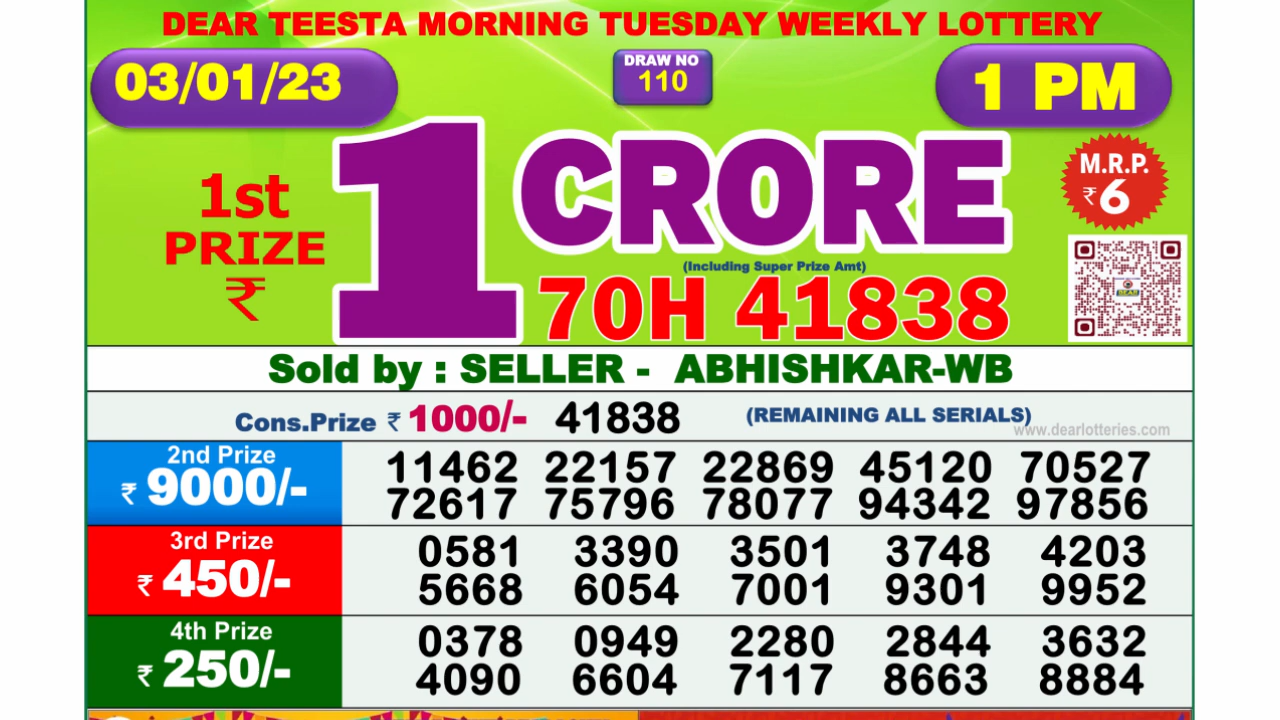 DEAR TEESTA MORNING TUESDAY WEEKLY LOTTERY
03/01/23
DRAW NO
110
1 PM
1st
PRIZE
₹
1 CRORE
M.R.P.
₹ 6
(Including Super Prize Amt)
DEAR
70H 41838
Sold by : SELLER - ABHISHKAR-WB
Cons.Prize ₹ 1000/- 41838 (REMAINING ALL SERIALS)
www.dearlotteries.com
2nd Prize
₹ 9000/-
11462 22157 22869 45120 70527
72617 75796 78077 94342 97856
3rd Prize
₹ 450/-
0581 3390 3501 3748 4203
5668 6054 7001 9301 9952
4th Prize
₹ 250/-
0378 0949 2280 2844 3632
4090 6604 7117 8663 8884